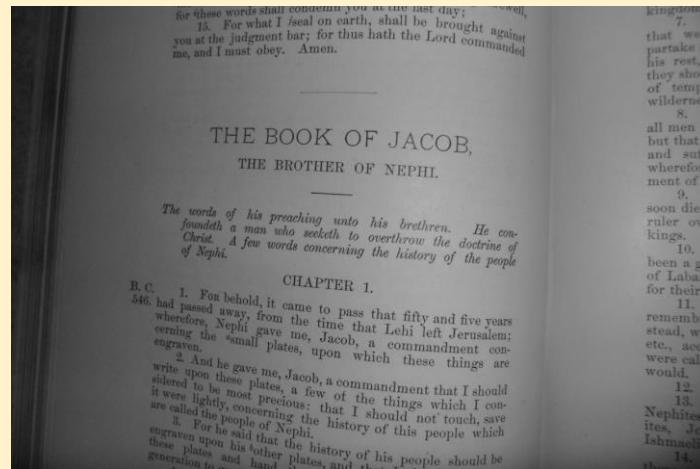 for these words shall condemn you at the last day;
15. For what I seal on earth, shall be brought against
you at the judgment bar; for thus hath the Lord commanded
me, and I must obey. Amen.
THE BOOK OF JACOB,
THE BROTHER OF NEPHI.
The words of his preaching unto his brethren. He con-
foundeth a man who seeketh to overthrow the doctrine of
Christ. A few words concerning the history of the people
of Nephi.
CHAPTER 1.
B. C. 1. For behold, it came to pass that fifty and five years
546. had passed away, from the time that Lehi left Jerusalem;
wherefore, Nephi gave me, Jacob, a commandment con-
cerning the small plates, upon which these things are
engraven.
2. And he gave me, Jacob, a commandment that I should
write upon these plates, a few of the things which I con-
sidered to be most precious: that I should not touch, save
it were lightly, concerning the history of this people which
are called the people of Nephi.
3. For he said that the history of his people should be
engraven upon his other plates, and that
these plates and hand
generation to
kingdom
7.
that we
partake
his rest,
they sho
of temp
wildern
8.
all men
but that
and suf
wherefo
ment of
9.
soon die
ruler ov
kings.
10.
been a g
of Laba
for their
11.
rememb
stead, w
etc., acc
were cal
would.
12.
13.
Nephite
ites, Jo
Ishmae
14.